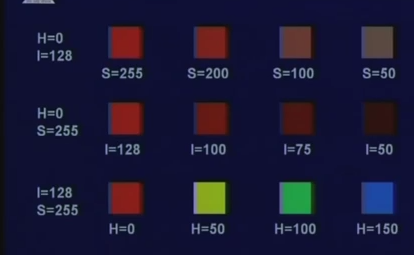 H=0
I=128
S=255 S=200 S=100 S=50
H=0
S=255
I=128 I=100 I=75 I=50
I=128
S=255
H=0 H=50 H=100 H=150